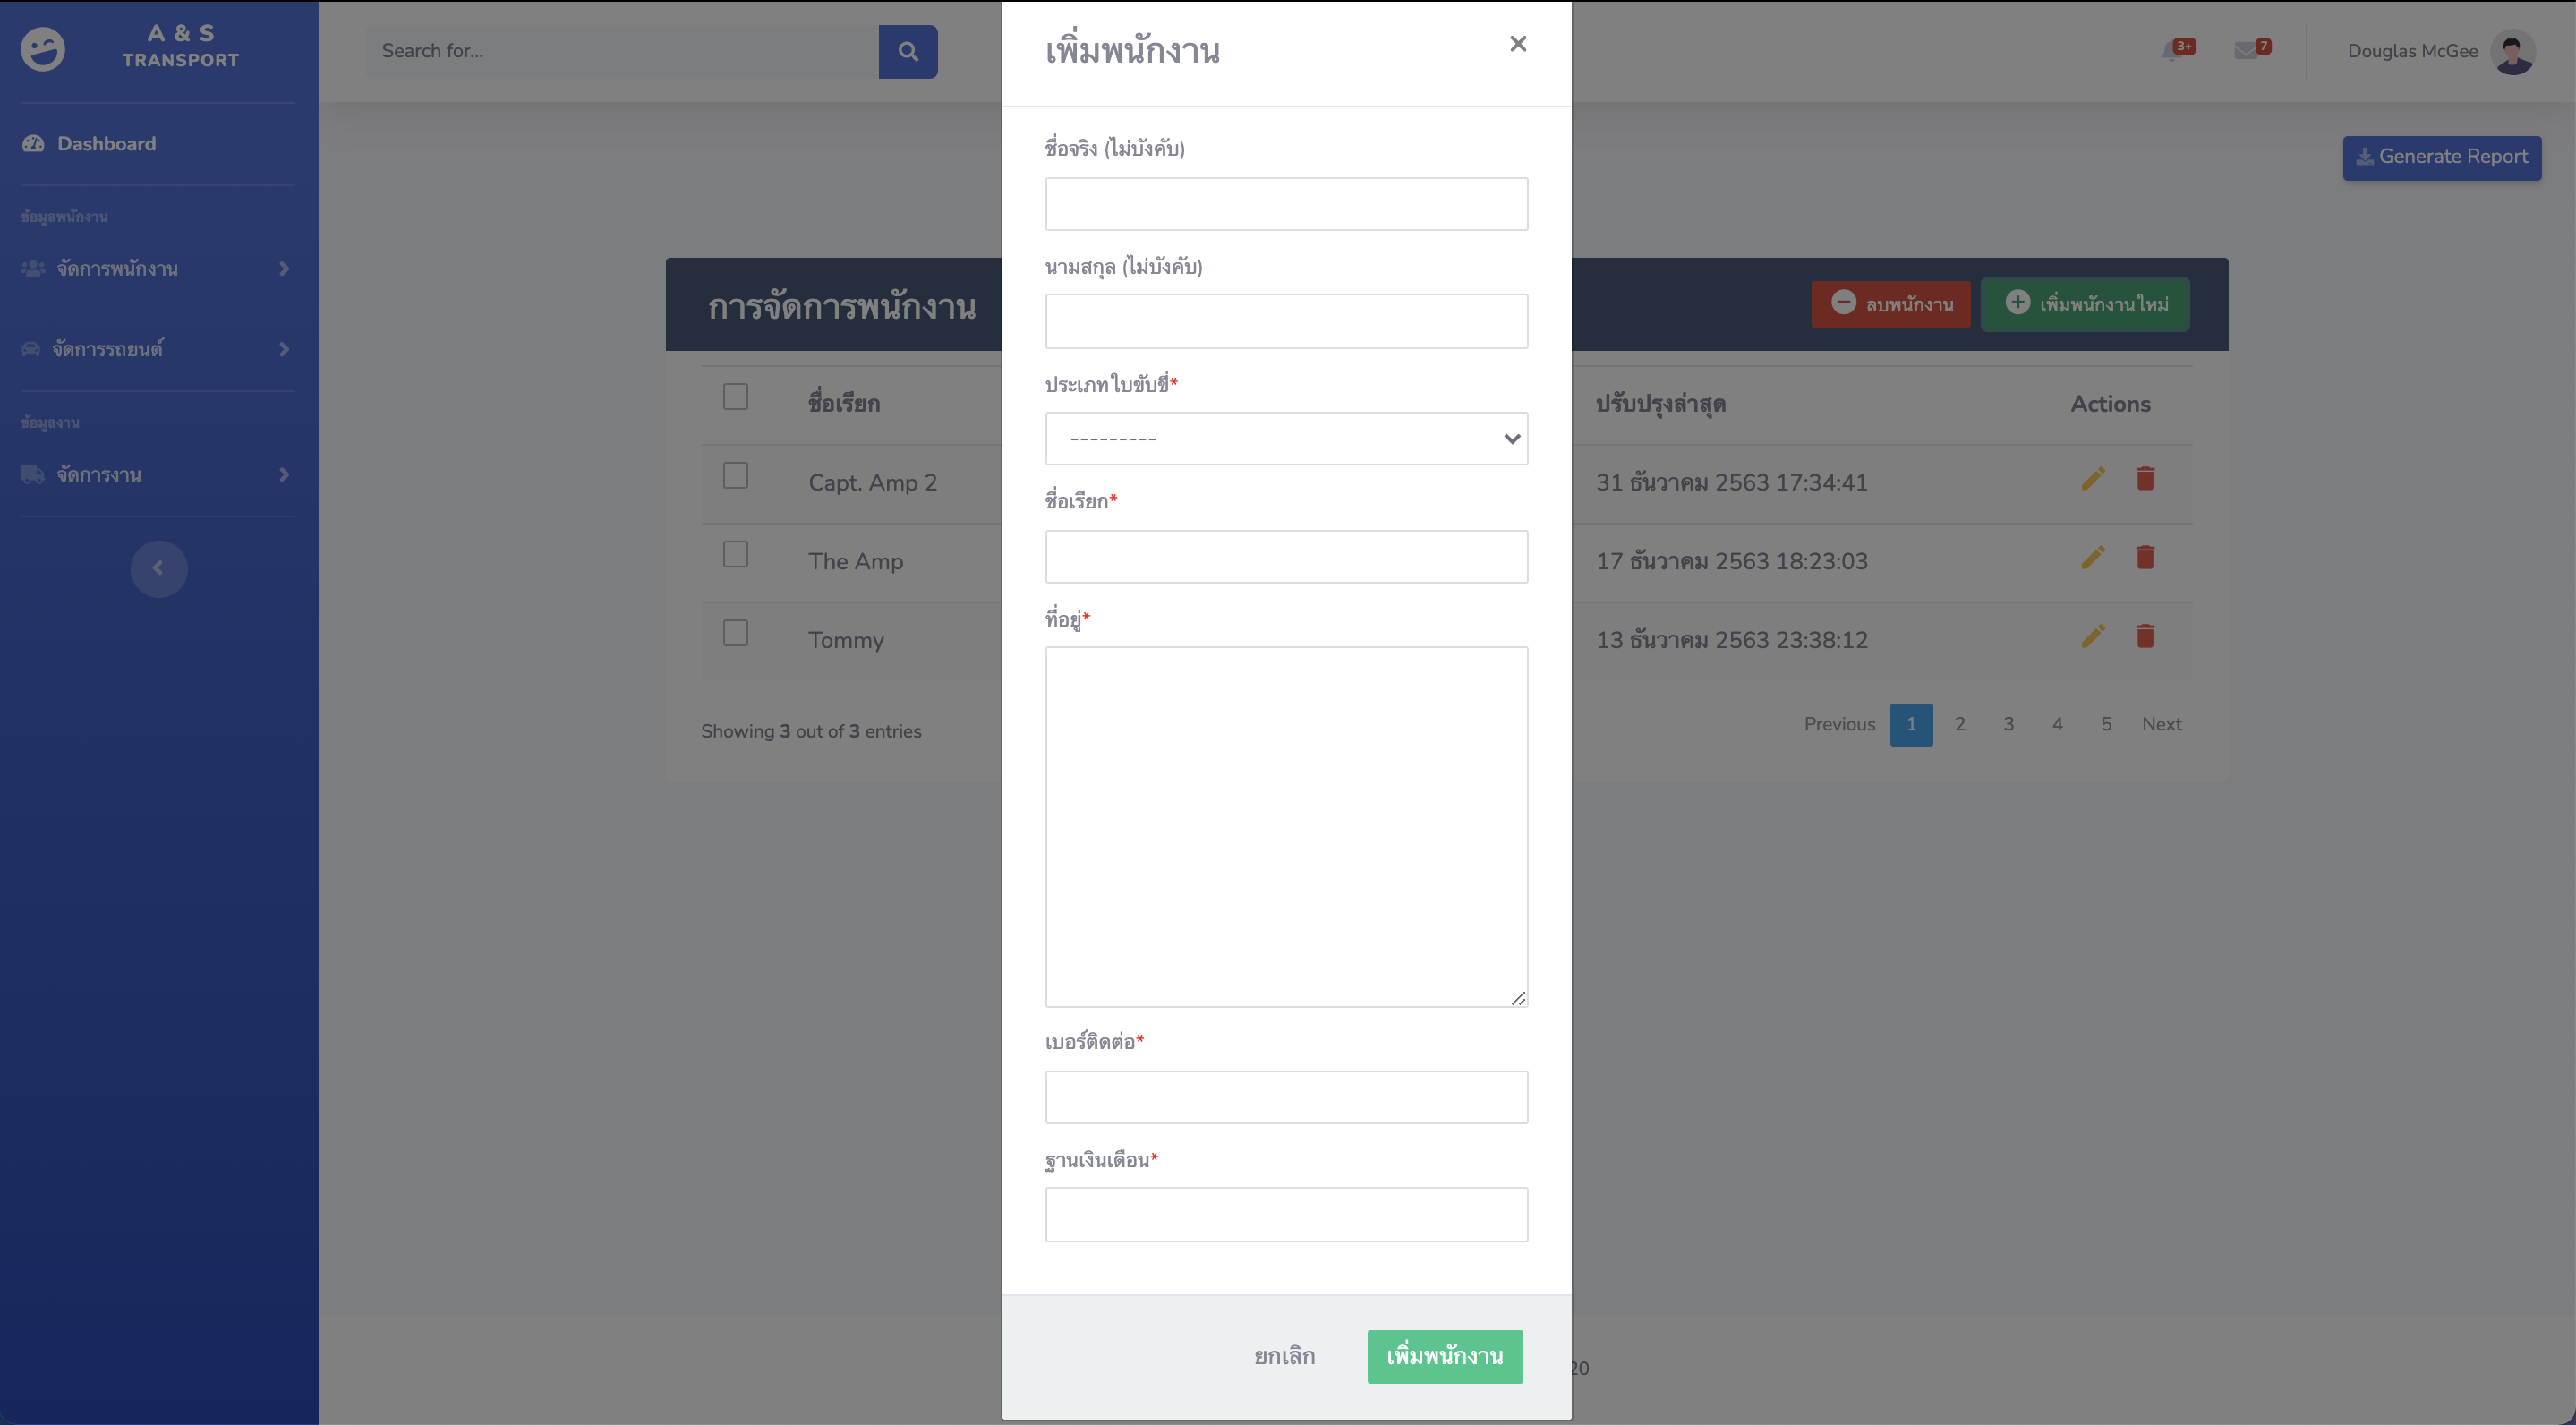 A & S
TRANSPORT
Dashboard
ข้อมูลพนักงาน
จัดการพนักงาน
จัดการรถยนต์
ข้อมูลงาน
จัดการงาน
Search for...
3+
7
Douglas McGee
Generate Report
การจัดการพนักงาน
ลบพนักงาน
เพิ่มพนักงานใหม่
ชื่อเรียก
ปรับปรุงล่าสุด
Actions
Capt. Amp 2
31 ธันวาคม 2563 17:34:41
The Amp
17 ธันวาคม 2563 18:23:03
Tommy
13 ธันวาคม 2563 23:38:12
Showing 3 out of 3 entries
Previous 1 2 3 4 5 Next
เพิ่มพนักงาน
×
ชื่อจริง (ไม่บังคับ)
นามสกุล (ไม่บังคับ)
ประเภทใบขับขี่*
---------
ชื่อเรียก*
ที่อยู่*
เบอร์ติดต่อ*
ฐานเงินเดือน*
ยกเลิก
เพิ่มพนักงาน
20